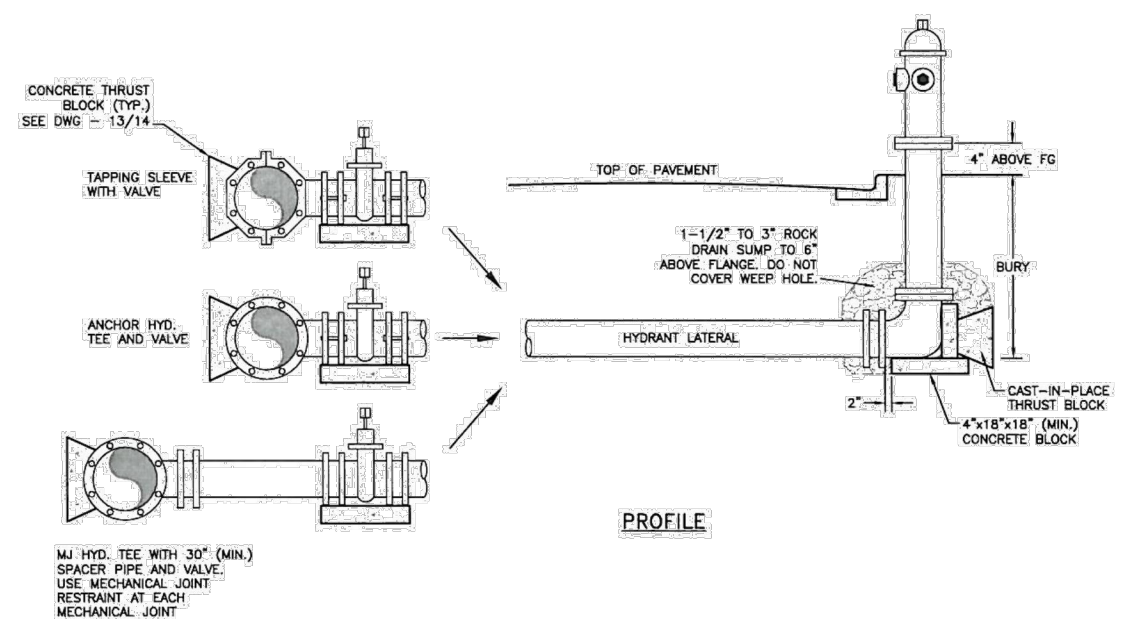 CONCRETE THRUST
BLOCK (TYP.)
SEE DWG - 13/14
TAPPING SLEEVE
WITH VALVE
ANCHOR HYD.
TEE AND VALVE
MJ HYD. TEE WITH 30" (MIN.)
SPACER PIPE AND VALVE.
USE MECHANICAL JOINT
RESTRAINT AT EACH
MECHANICAL JOINT
TOP OF PAVEMENT
4" ABOVE FG
1-1/2" TO 3" ROCK
DRAIN SUMP TO 6"
ABOVE FLANGE. DO NOT
COVER WEEP HOLE.
BURY
HYDRANT LATERAL
2"
CAST-IN-PLACE
THRUST BLOCK
4"x18"x18" (MIN.)
CONCRETE BLOCK
PROFILE